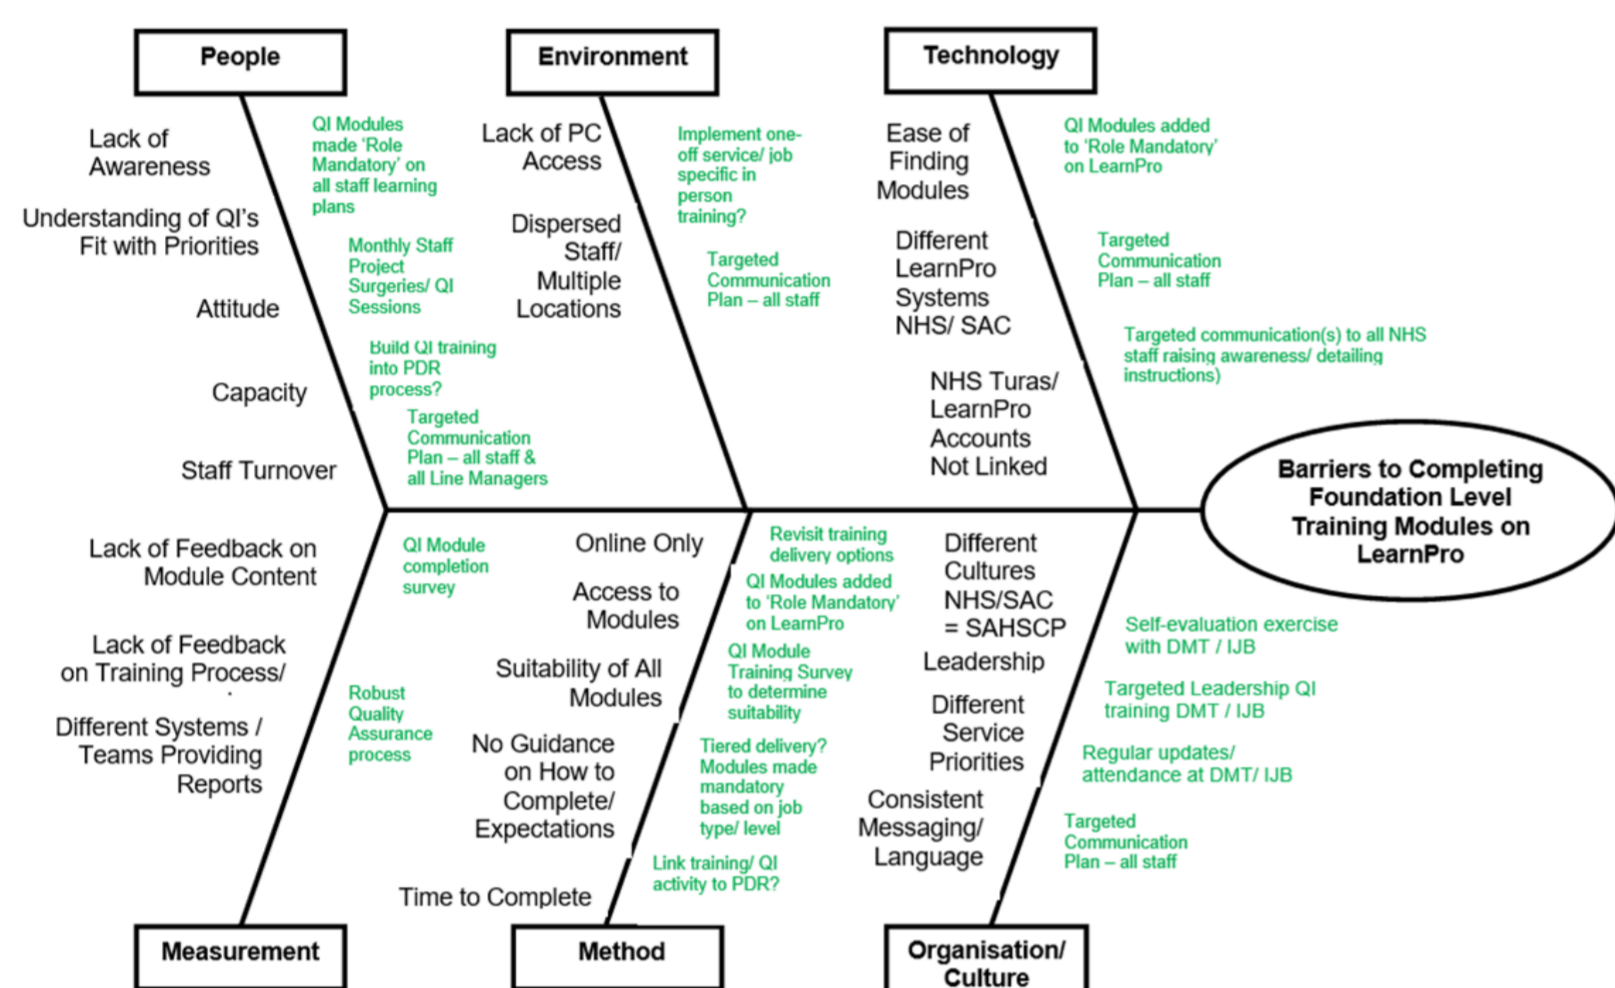 People
Lack of
Awareness
Understanding of QI's
Fit with Priorities
Attitude
Capacity
Staff Turnover
QI Modules
made 'Role
Mandatory' on
all staff learning
plans
Monthly Staff
Project
Surgeries/ QI
Sessions
Build QI training
into PDR
process?
Targeted
Communication
Plan – all staff &
all Line Managers
Environment
Lack of PC
Access
Dispersed
Staff/
Multiple
Locations
Implement one-
off service/ job
specific in
person
training?
Targeted
Communication
Plan – all staff
Technology
Ease of
Finding
Modules
Different
LearnPro
Systems
NHS/ SAC
NHS Turas/
LearnPro
Accounts
Not Linked
QI Modules added
to 'Role Mandatory'
on LearnPro
Targeted
Communication
Plan – all staff
Targeted communication(s) to all NHS
staff raising awareness/ detailing
instructions)
Barriers to Completing
Foundation Level
Training Modules on
LearnPro
Lack of Feedback on
Module Content
Lack of Feedback
on Training Process/
Different Systems /
Teams Providing
Reports
QI Module
completion
survey
Robust
Quality
Assurance
process
Measurement
Online Only
Access to
Modules
Suitability of All
Modules
No Guidance
on How to
Complete/
Expectations
Time to Complete
Revisit training
delivery options
QI Modules added
to 'Role Mandatory'
on LearnPro
QI Module
Training Survey
to determine
suitability
Tiered delivery?
Modules made
mandatory
based on job
type/ level
Link training/ QI
activity to PDR?
Method
Different
Cultures
NHS/SAC
= SAHSCP
Leadership
Different
Service
Priorities
Consistent
Messaging/
Language
Self-evaluation exercise
with DMT / IJB
Targeted Leadership QI
training DMT / IJB
Regular updates/
attendance at DMT/ IJB
Targeted
Communication
Plan – all staff
Organisation/
Culture